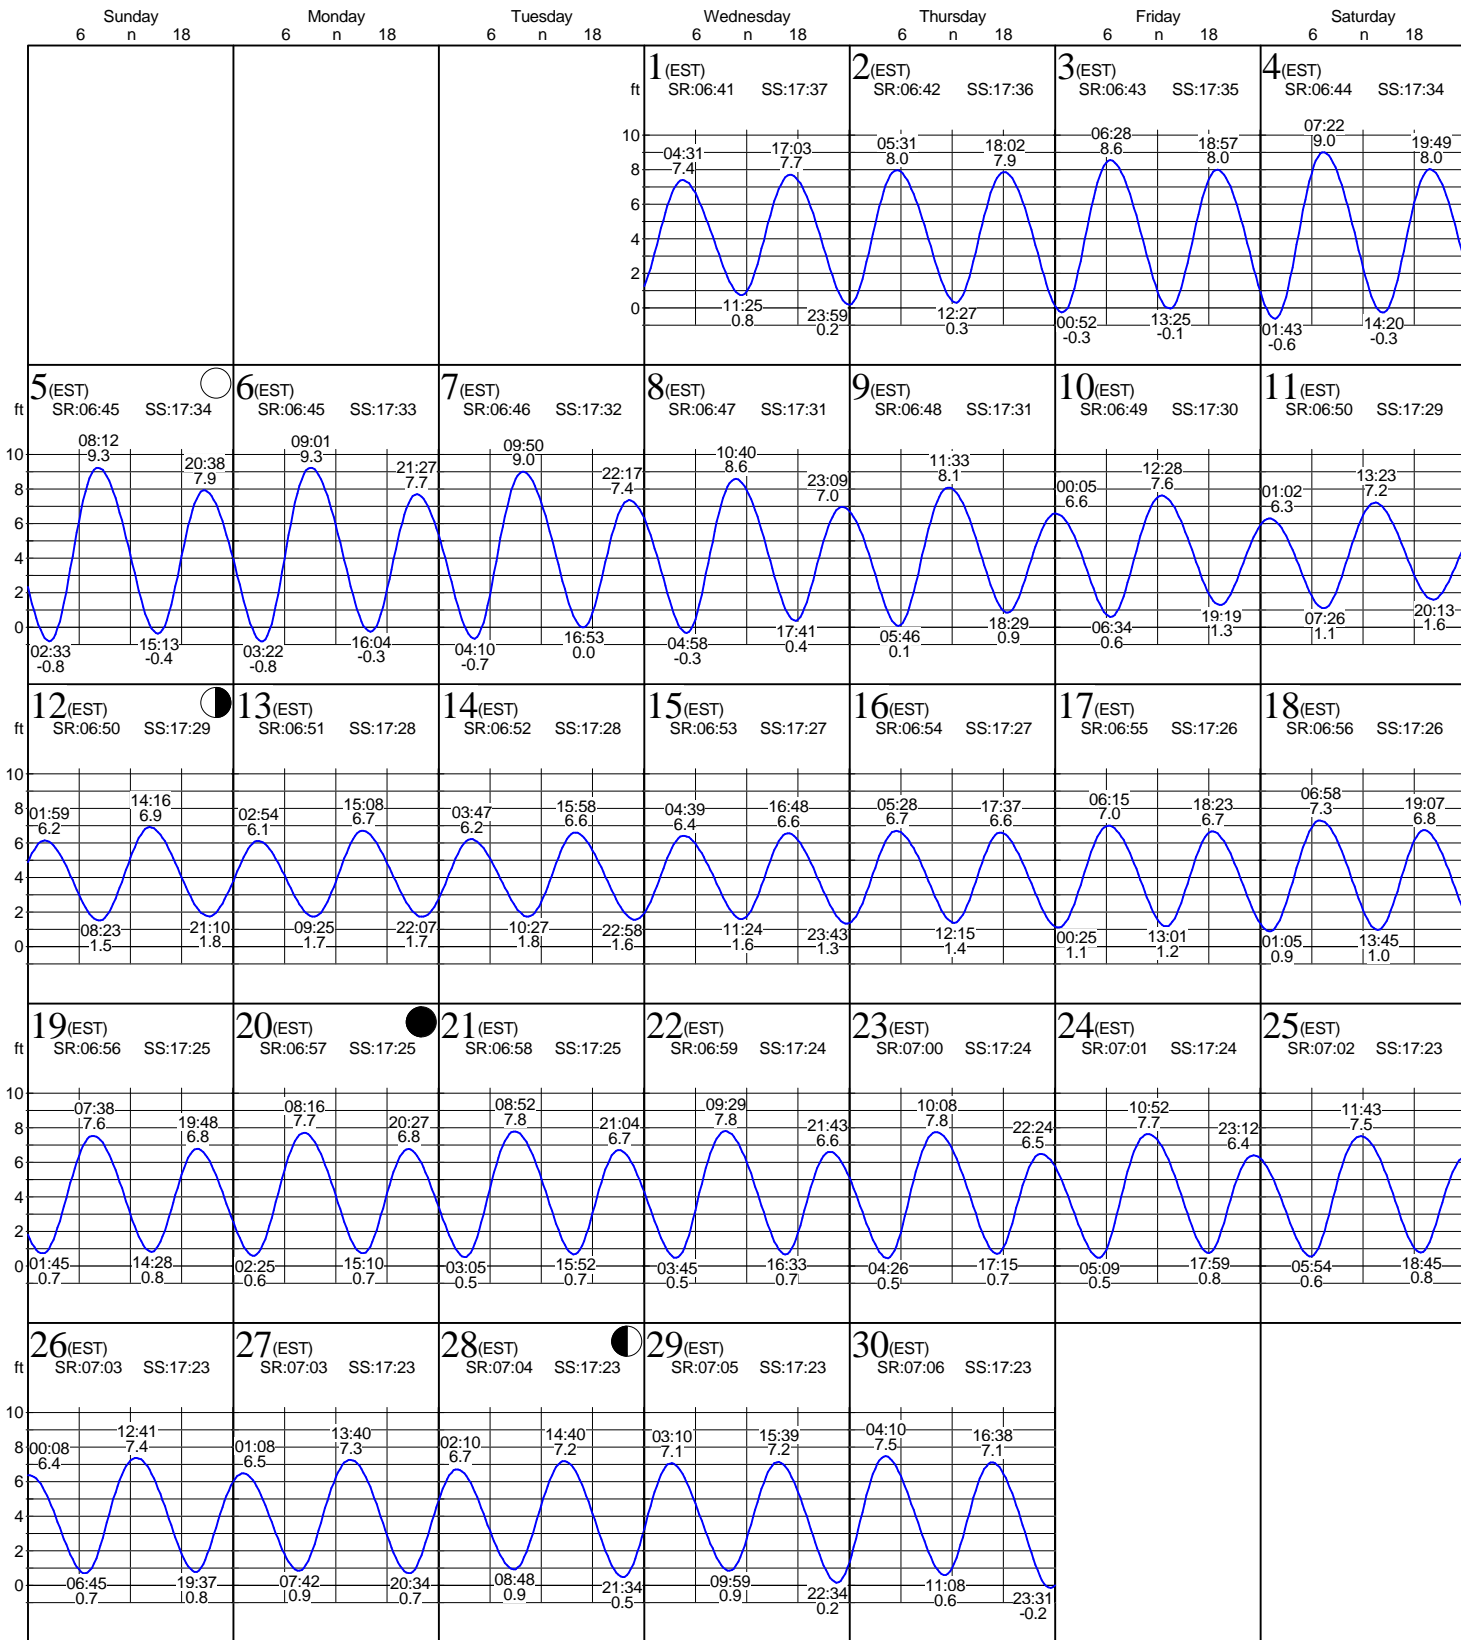 Sunday Monday Tuesday Wednesday Thursday Friday Saturday
6 n 18 6 n 18 6 n 18 6 n 18 6 n 18 6 n 18 6 n 18
1(EST) 2(EST) 3(EST) 4(EST)
ft SR:06:41 SS:17:37 SR:06:42 SS:17:36 SR:06:43 SS:17:35 SR:06:44 SS:17:34
10
8
6
4
2
0
04:31 7.4 11:25 0.8 17:03 7.7 23:59 0.2
05:31 8.0 12:27 0.3 18:02 7.9
00:52 -0.3 06:28 8.6 13:25 -0.1 18:57 8.0
01:43 -0.6 07:22 9.0 14:20 -0.3 19:49 8.0
5(EST) 6(EST) 7(EST) 8(EST) 9(EST) 10(EST) 11(EST)
ft SR:06:45 SS:17:34 SR:06:45 SS:17:33 SR:06:46 SS:17:32 SR:06:47 SS:17:31 SR:06:48 SS:17:31 SR:06:49 SS:17:30 SR:06:50 SS:17:29
10
8
6
4
2
0
02:33 -0.8 08:12 9.3 15:13 -0.4 20:38 7.9
03:22 -0.8 09:01 9.3 16:04 -0.3 21:27 7.7
04:10 -0.7 09:50 9.0 16:53 0.0 22:17 7.4
04:58 -0.3 10:40 8.6 17:41 0.4 23:09 7.0
05:46 0.1 11:33 8.1 18:29 0.9
00:05 6.6 06:34 0.6 12:28 7.6 19:19 1.3
01:02 6.3 07:26 1.1 13:23 7.2 20:13 1.6
12(EST) 13(EST) 14(EST) 15(EST) 16(EST) 17(EST) 18(EST)
ft SR:06:50 SS:17:29 SR:06:51 SS:17:28 SR:06:52 SS:17:28 SR:06:53 SS:17:27 SR:06:54 SS:17:27 SR:06:55 SS:17:26 SR:06:56 SS:17:26
10
8
6
4
2
0
01:59 6.2 08:23 1.5 14:16 6.9 21:10 1.8
02:54 6.1 09:25 1.7 15:08 6.7 22:07 1.7
03:47 6.2 10:27 1.8 15:58 6.6 22:58 1.6
04:39 6.4 11:24 1.6 16:48 6.6 23:43 1.3
05:28 6.7 12:15 1.4 17:37 6.6
00:25 1.1 06:15 7.0 13:01 1.2 18:23 6.7
01:05 0.9 06:58 7.3 13:45 1.0 19:07 6.8
19(EST) 20(EST) 21(EST) 22(EST) 23(EST) 24(EST) 25(EST)
ft SR:06:56 SS:17:25 SR:06:57 SS:17:25 SR:06:58 SS:17:25 SR:06:59 SS:17:24 SR:07:00 SS:17:24 SR:07:01 SS:17:24 SR:07:02 SS:17:23
10
8
6
4
2
0
01:45 0.7 07:38 7.6 14:28 0.8 19:48 6.8
02:25 0.6 08:16 7.7 15:10 0.7 20:27 6.8
03:05 0.5 08:52 7.8 15:52 0.7 21:04 6.7
03:45 0.5 09:29 7.8 16:33 0.7 21:43 6.6
04:26 0.5 10:08 7.8 17:15 0.7 22:24 6.5
05:09 0.5 10:52 7.7 17:59 0.8 23:12 6.4
05:54 0.6 11:43 7.5 18:45 0.8
26(EST) 27(EST) 28(EST) 29(EST) 30(EST)
ft SR:07:03 SS:17:23 SR:07:03 SS:17:23 SR:07:04 SS:17:23 SR:07:05 SS:17:23 SR:07:06 SS:17:23
10
8
6
4
2
0
00:08 6.4 06:45 0.7 12:41 7.4 19:37 0.8
01:08 6.5 07:42 0.9 13:40 7.3 20:34 0.7
02:10 6.7 08:48 0.9 14:40 7.2 21:34 0.5
03:10 7.1 09:59 0.9 15:39 7.2 22:34 0.2
04:10 7.5 11:08 0.6 16:38 7.1 23:31 -0.2